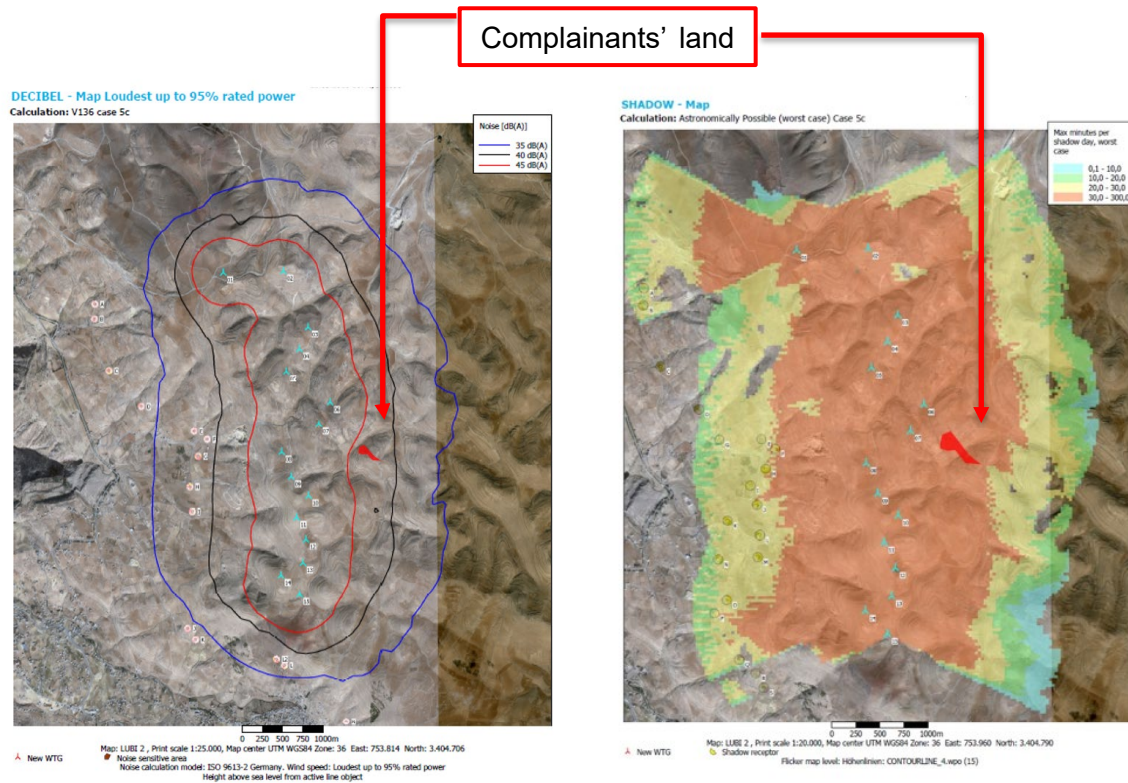 Complainants’ land
DECIBEL - Map Loudest up to 95% rated power
Calculation: V136 case 5c
Noise [dB(A)]
35 dB(A)
40 dB(A)
45 dB(A)
0 250 500 750 1000m
Map: LUBI 2 , Print scale 1:25.000, Map center UTM WGS84 Zone: 36 East: 753.814 North: 3.404.706
New WTG
Noise sensitive area
Noise calculation model: ISO 9613-2 Germany. Wind speed: Loudest up to 95% rated power
Height above sea level from active line object
SHADOW - Map
Calculation: Astronomically Possible (worst case) Case 5c
Max minutes per
shadow day, worst
case
0,1 - 10,0
10,0 - 20,0
20,0 - 30,0
30,0 - 300,0
0 250 500 750 1000m
Map: LUBI 2 , Print scale 1:20.000, Map center UTM WGS84 Zone: 36 East: 753.960 North: 3.404.790
New WTG
Shadow receptor
Flicker map level: Höhenlinien: CONTOURLINE_4.wpo (15)